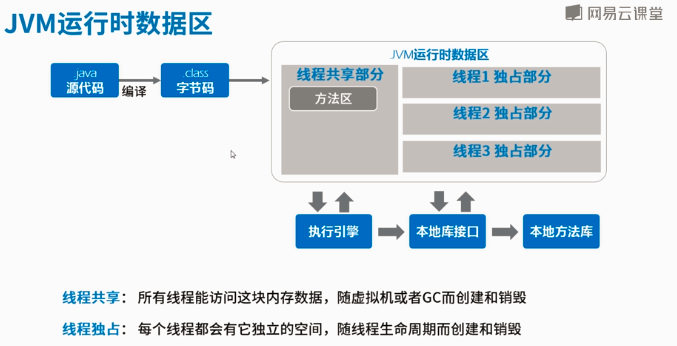 JVM运行时数据区
网易云课堂
JVM运行时数据区
.java
源代码
编译
.class
字节码
线程共享部分
方法区
线程1 独占部分
线程2 独占部分
线程3 独占部分
执行引擎
本地库接口
本地方法库
线程共享： 所有线程能访问这块内存数据，随虚拟机或者GC而创建和销毁
线程独占： 每个线程都会有它独立的空间，随线程生命周期而创建和销毁